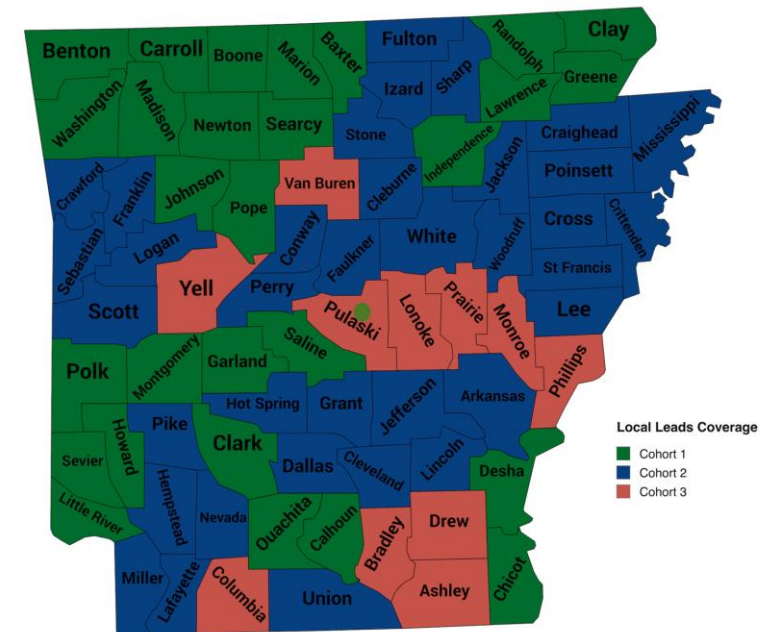 Benton
Carroll
Boone
Marion
Baxter
Fulton
Randolph
Clay
Washington
Madison
Newton
Searcy
Izard
Sharp
Lawrence
Greene
Stone
Independence
Jackson
Craighead
Mississippi
Crawford
Franklin
Johnson
Pope
Van Buren
Cleburne
Poinsett
Sebastian
Logan
Conway
Faulkner
White
Woodruff
Cross
Crittenden
St Francis
Scott
Yell
Perry
Pulaski
Lonoke
Prairie
Monroe
Lee
Phillips
Polk
Montgomery
Garland
Saline
Hot Spring
Grant
Jefferson
Arkansas
Sevier
Howard
Pike
Clark
Dallas
Cleveland
Lincoln
Desha
Little River
Hempstead
Nevada
Ouachita
Calhoun
Bradley
Drew
Chicot
Miller
Lafayette
Columbia
Union
Ashley
Local Leads Coverage
Cohort 1
Cohort 2
Cohort 3